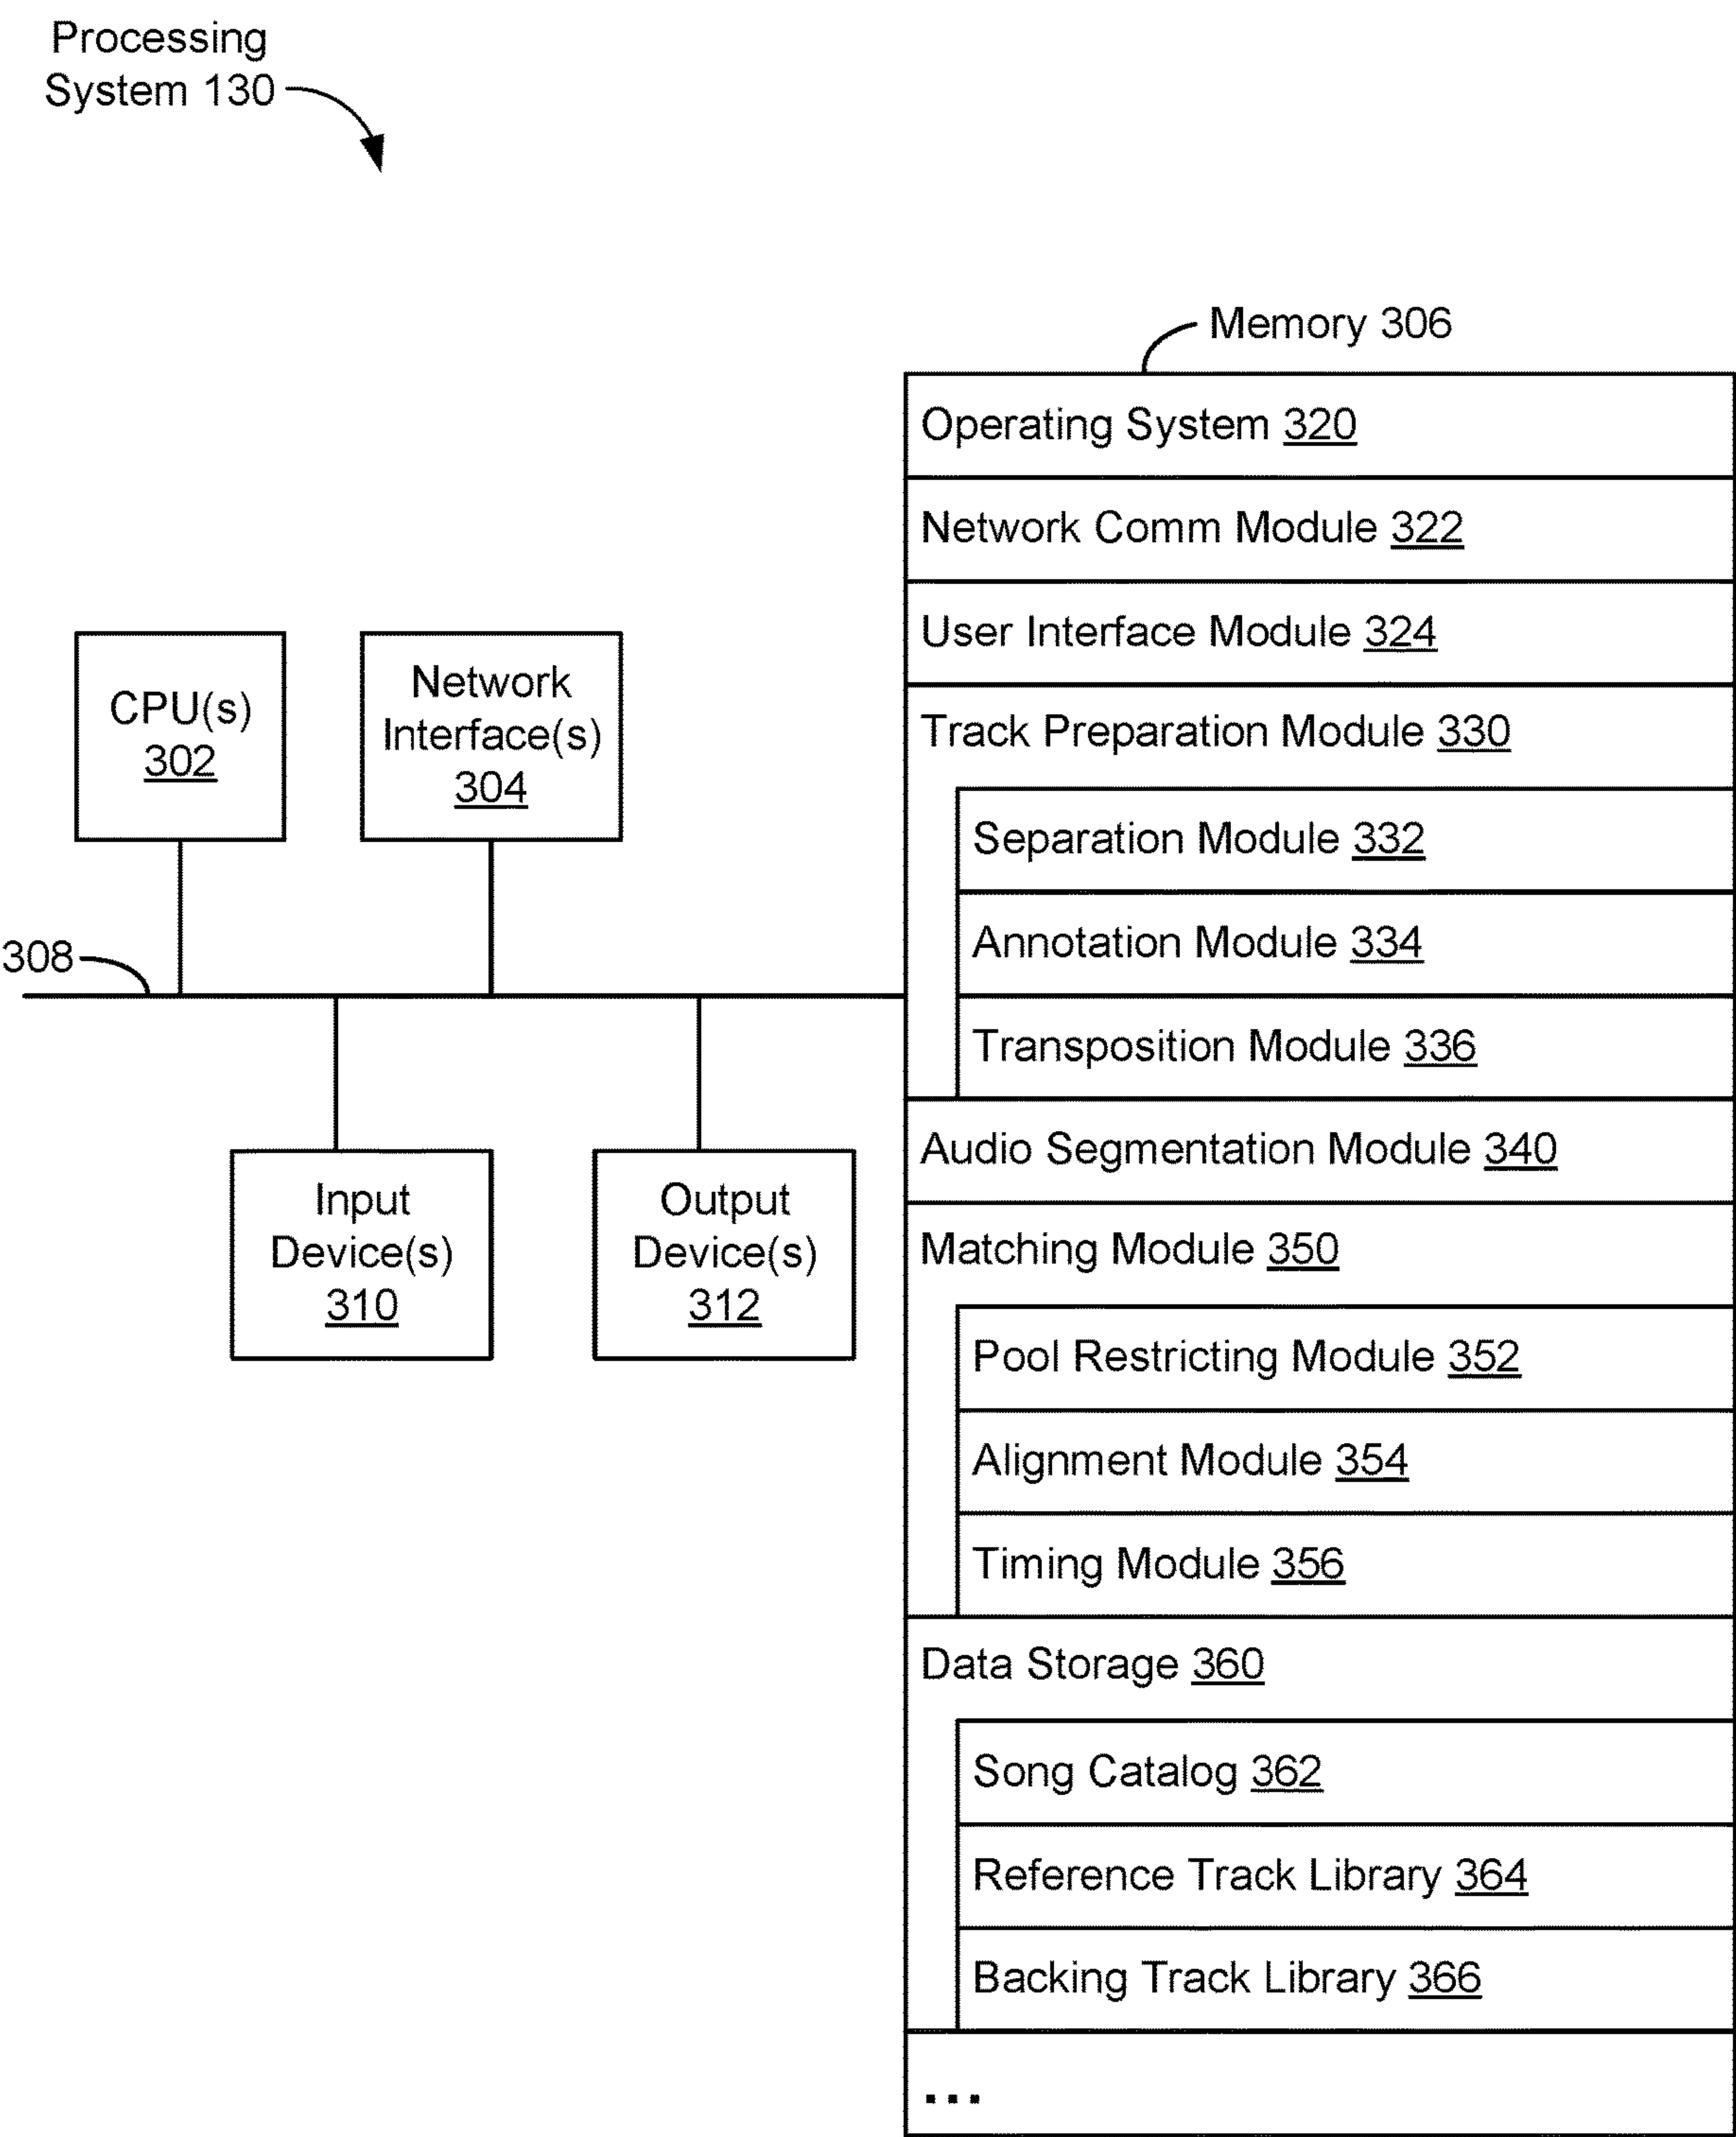 Processing
System 130
Memory 306
Operating System 320
Network Comm Module 322
User Interface Module 324
Track Preparation Module 330
Separation Module 332
Annotation Module 334
Transposition Module 336
Audio Segmentation Module 340
Matching Module 350
Pool Restricting Module 352
Alignment Module 354
Timing Module 356
Data Storage 360
Song Catalog 362
Reference Track Library 364
Backing Track Library 366
...
CPU(s)
302
Network
Interface(s)
304
308
Input
Device(s)
310
Output
Device(s)
312